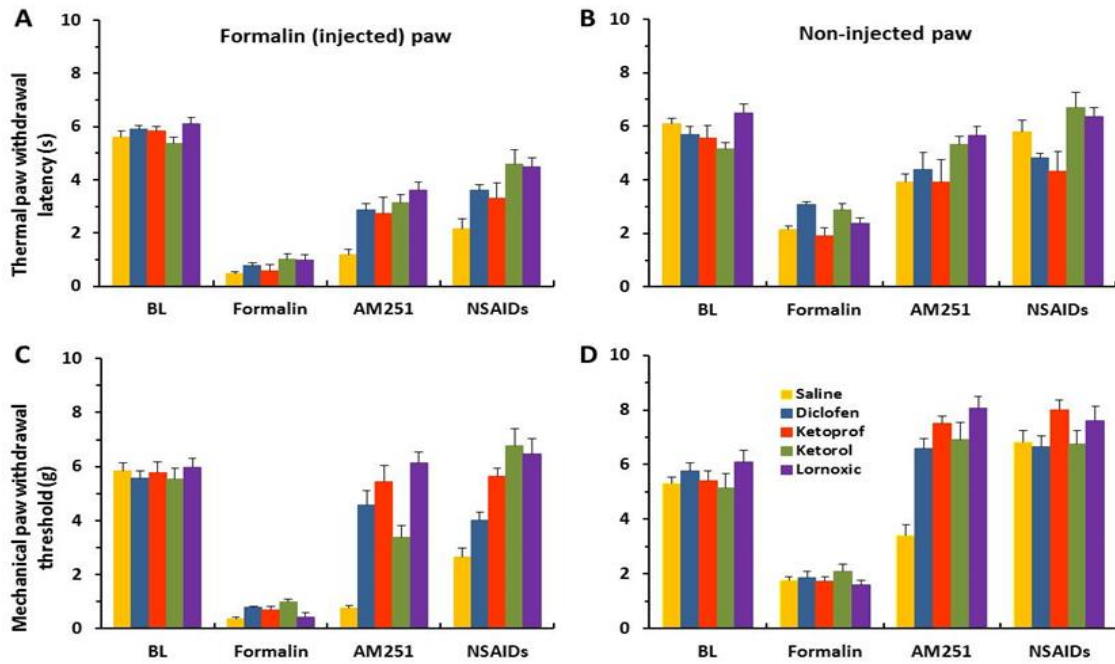 A
Formalin (injected) paw
Thermal paw withdrawal
latency (s)
10
8
6
4
2
0
BL
Formalin
AM251
NSAIDs
B
Non-injected paw
10
8
6
4
2
0
BL
Formalin
AM251
NSAIDs
C
Mechanical paw withdrawal
threshold (g)
10
8
6
4
2
0
BL
Formalin
AM251
NSAIDs
D
10
8
6
4
2
0
Saline
Diclofen
Ketoprof
Ketorol
Lornoxic
BL
Formalin
AM251
NSAIDs